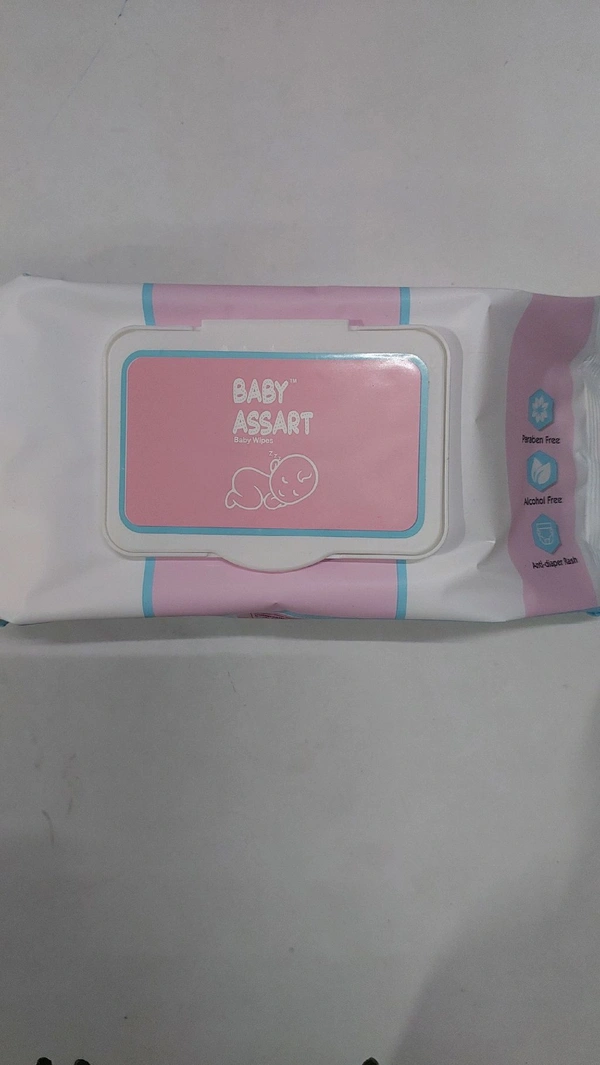 BABY™
ASSART
Baby Wipes
Paraben Free
Alcohol Free
Anti-diaper Rash